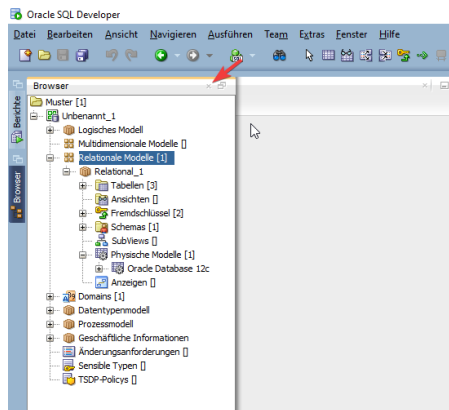 Oracle SQL Developer
Datei Bearbeiten Ansicht Navigieren Ausführen Team Extras Fenster Hilfe
Berichte
Browser
Browser
Muster [1]
Unbenannt_1
Logisches Modell
Multidimensionale Modelle []
Relationale Modelle [1]
Relational_1
Tabellen [3]
Ansichten []
Fremdschlüssel [2]
Schemas [1]
SubViews []
Physische Modelle [1]
Oracle Database 12c
Anzeigen []
Domains [1]
Datentypenmodell
Prozessmodell
Geschäftliche Informationen
Änderungsanforderungen []
Sensible Typen []
TSDP-Policys []